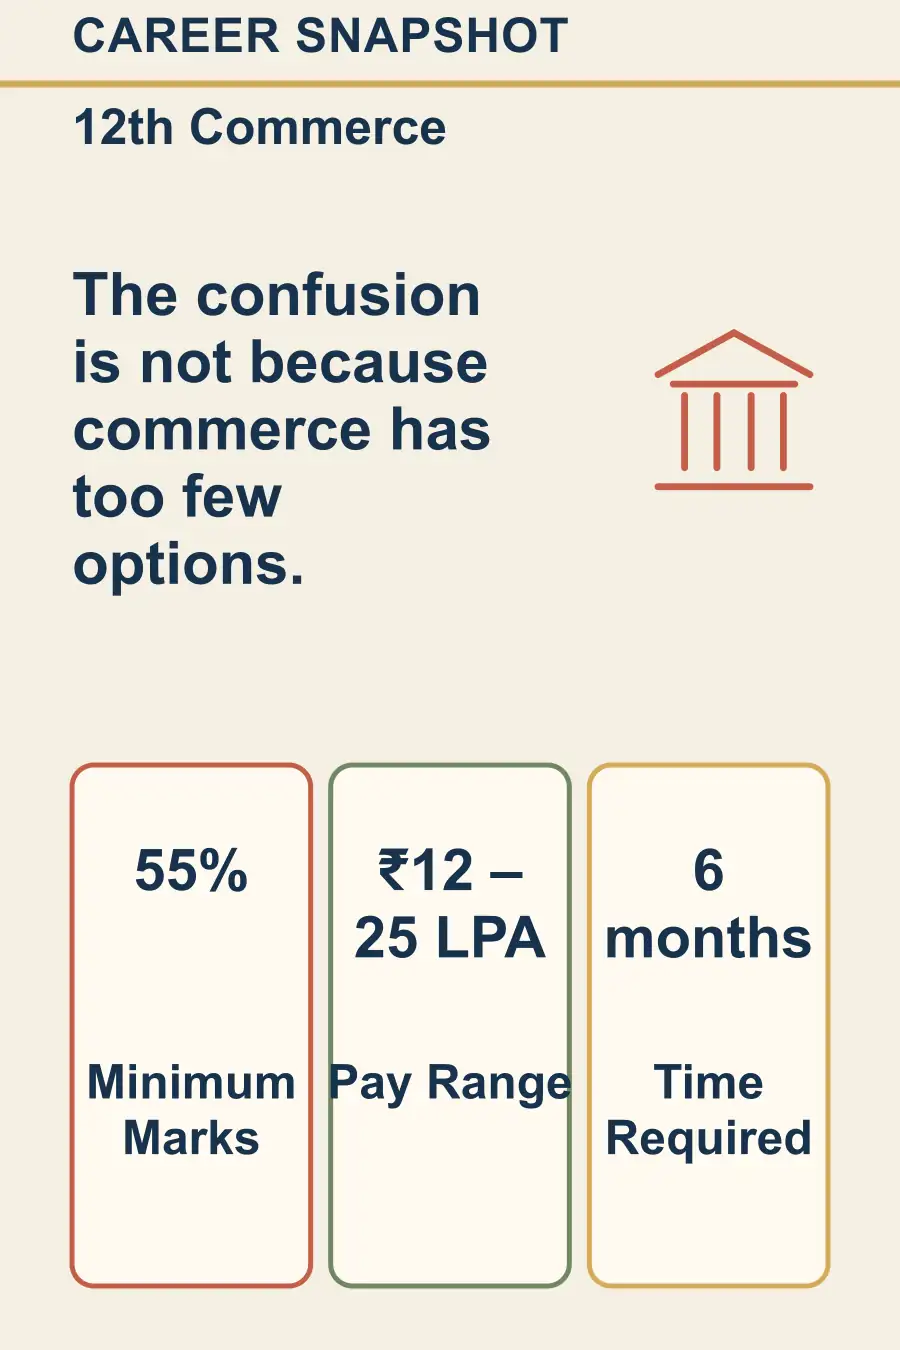 CAREER SNAPSHOT
12th Commerce
The confusion
is not because
commerce has
too few
options.
55%
Minimum
Marks
₹12 –
25 LPA
Pay Range
6
months
Time
Required